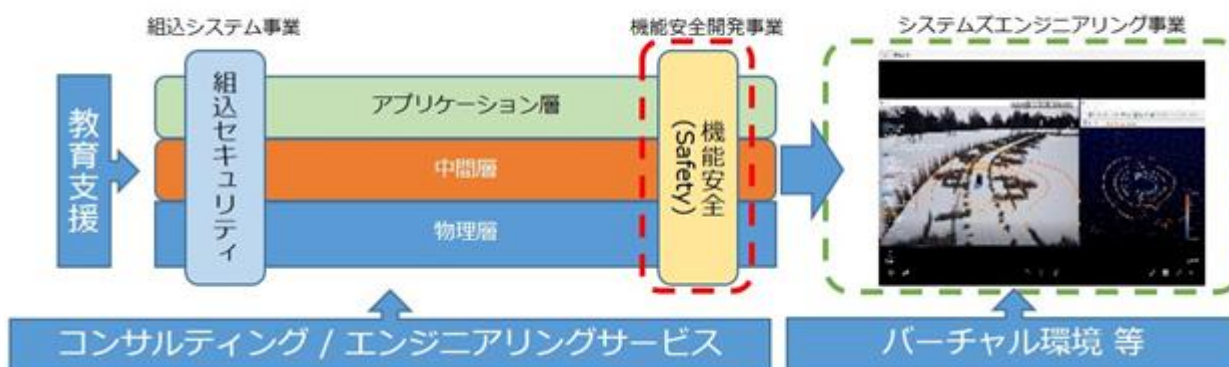 組込システム事業
機能安全開発事業
システムズエンジニアリング事業
教育支援
組込セキュリティ
アプリケーション層
中間層
物理層
機能安全
(Safety)
コンサルティング / エンジニアリングサービス
バーチャル環境 等